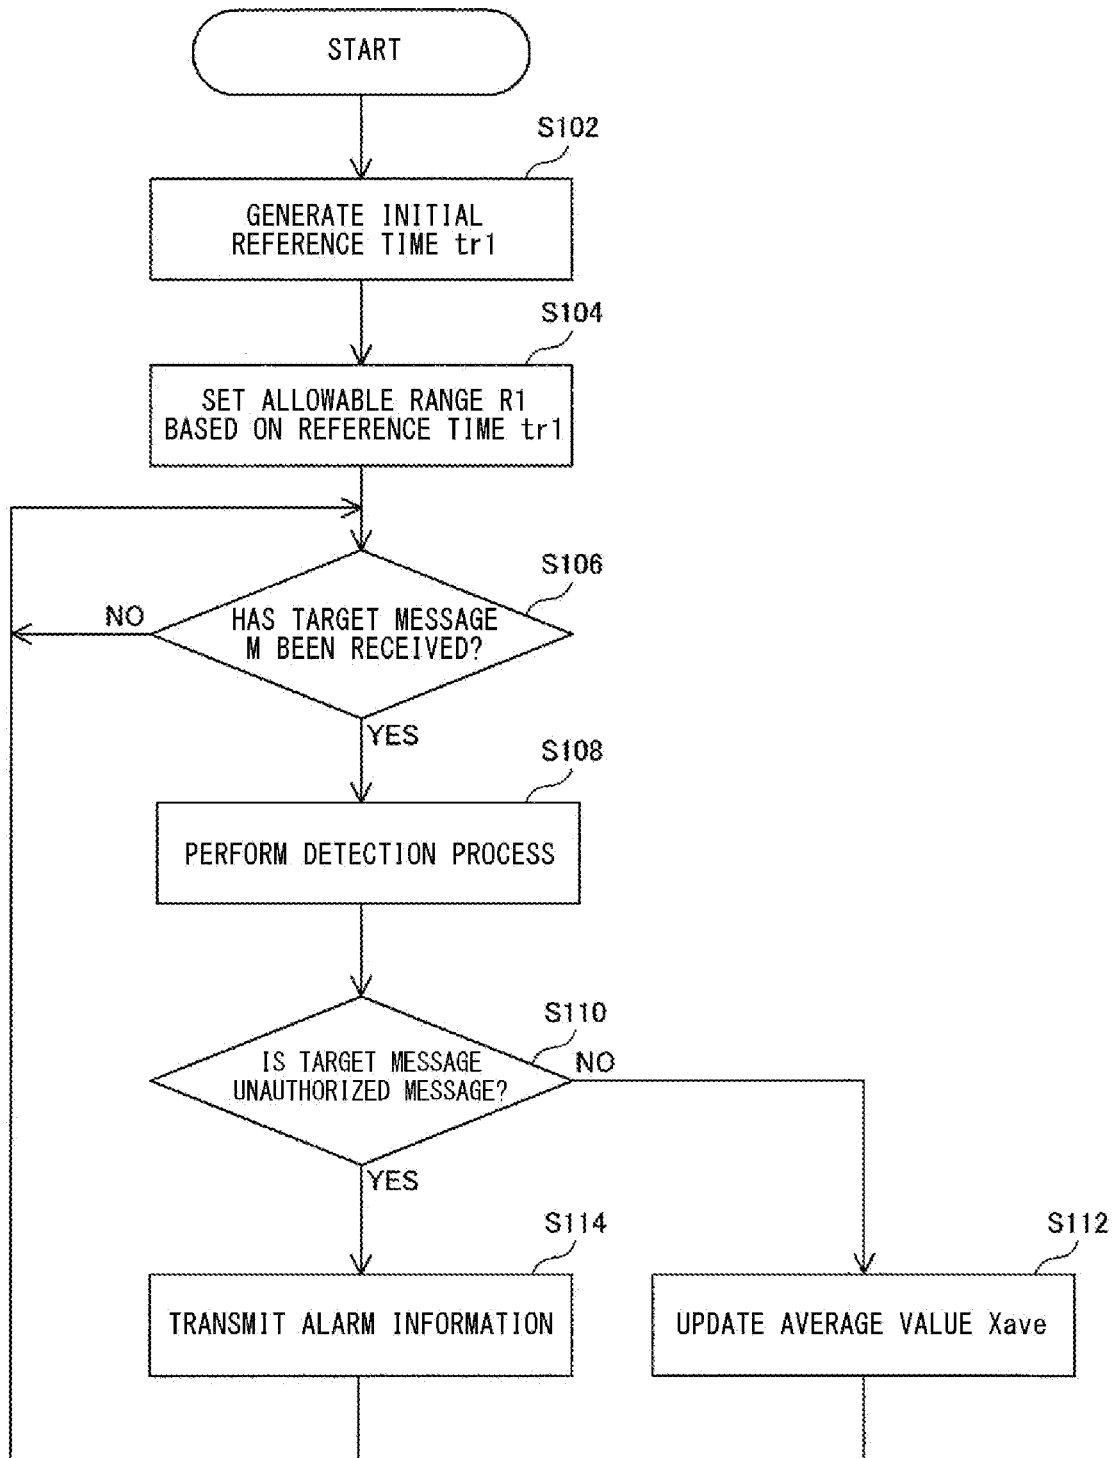 START
S102
GENERATE INITIAL
REFERENCE TIME tr1
S104
SET ALLOWABLE RANGE R1
BASED ON REFERENCE TIME tr1
S106
NO
HAS TARGET MESSAGE
M BEEN RECEIVED?
YES
S108
PERFORM DETECTION PROCESS
S110
NO
IS TARGET MESSAGE
UNAUTHORIZED MESSAGE?
YES
S114
S112
TRANSMIT ALARM INFORMATION
UPDATE AVERAGE VALUE Xave